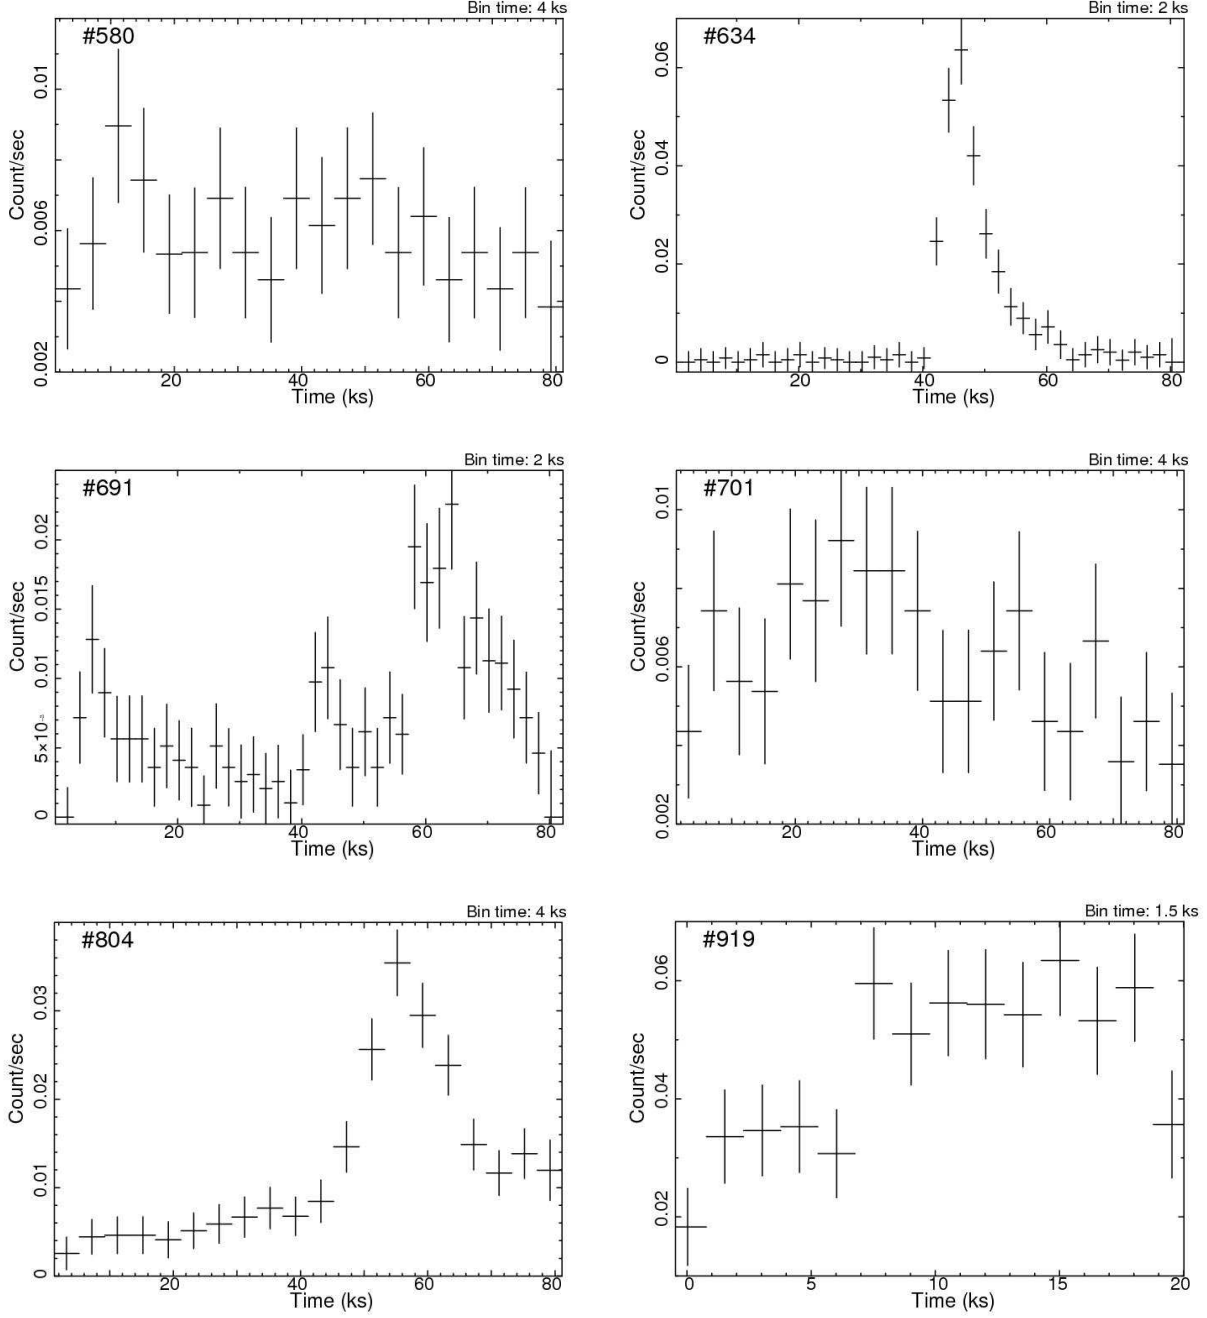 Bin time: 4 ks
#580
Count/sec
0.01
0.006
0.002
20 40 60 80
Time (ks)
Bin time: 2 ks
#634
Count/sec
0.06
0.04
0.02
0
20 40 60 80
Time (ks)
Bin time: 2 ks
#691
Count/sec
0.02
0.015
0.01
0
20 40 60 80
Time (ks)
Bin time: 4 ks
#701
Count/sec
0.01
0.006
0.002
20 40 60 80
Time (ks)
Bin time: 4 ks
#804
Count/sec
0.03
0.02
0.01
0
20 40 60 80
Time (ks)
Bin time: 1.5 ks
#919
Count/sec
0.06
0.04
0.02
0 5 10 15 20
Time (ks)